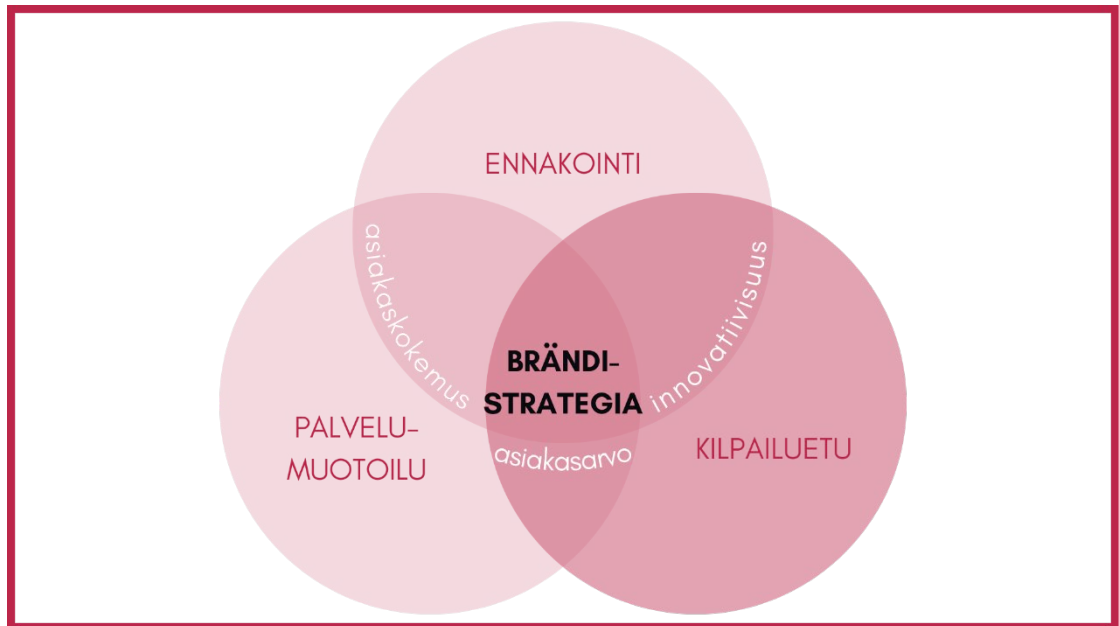 ENNAKOINTI
asiakaskokemus
innovatiivisuus
BRÄNDI-
STRATEGIA
PALVELU-
MUOTOILU
asiakasarvo
KILPAILUETU